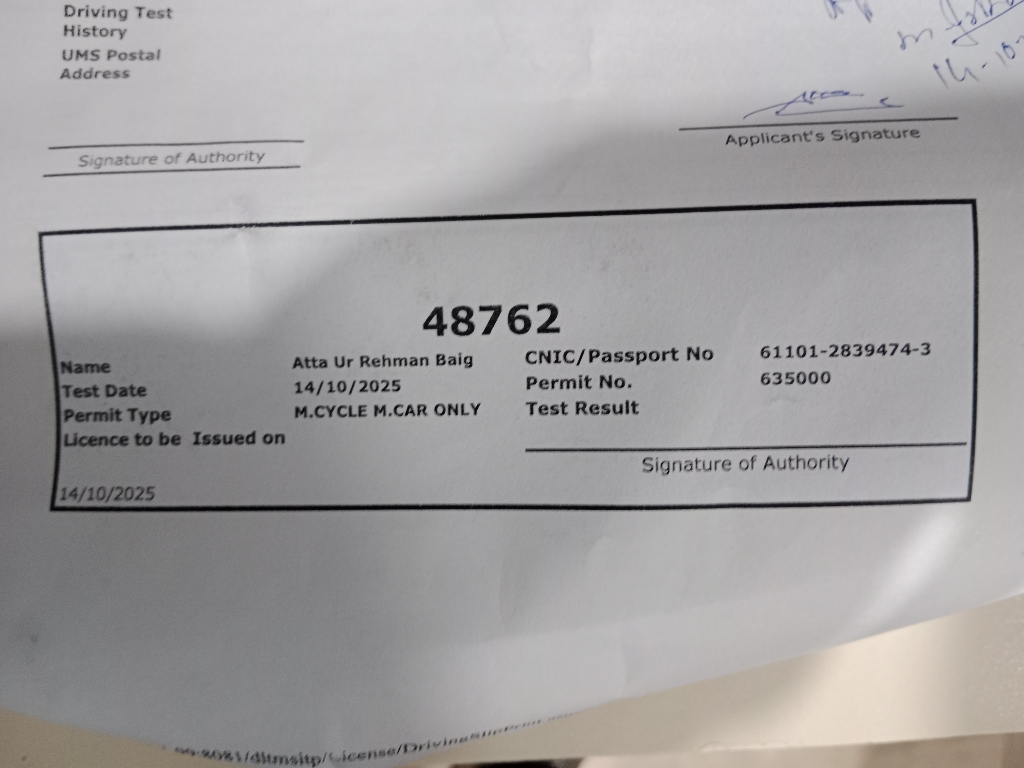 Driving Test
History
UMS Postal
Address
Signature of Authority
Applicant's Signature
48762
Name Atta Ur Rehman Baig CNIC/Passport No 61101-2839474-3
Test Date 14/10/2025 Permit No. 635000
Permit Type M.CYCLE M.CAR ONLY Test Result
Licence to be Issued on
Signature of Authority
14/10/2025